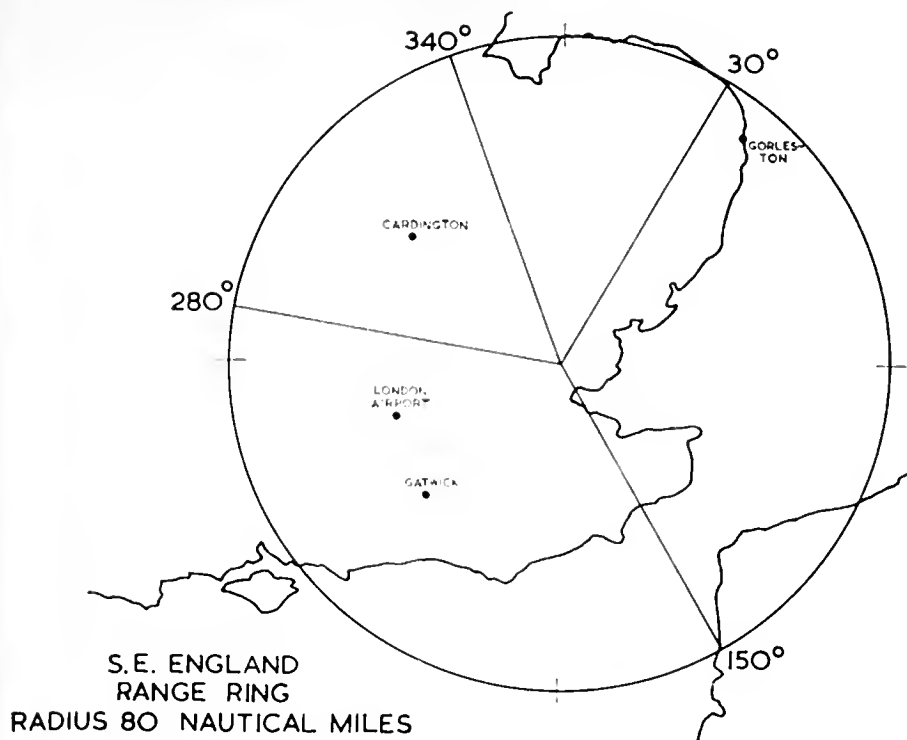 340°
30°
GORLES-
TON
CARDINGTON
280°
LONDON
AIRPORT
GATWICK
150°
S.E. ENGLAND
RANGE RING
RADIUS 80 NAUTICAL MILES